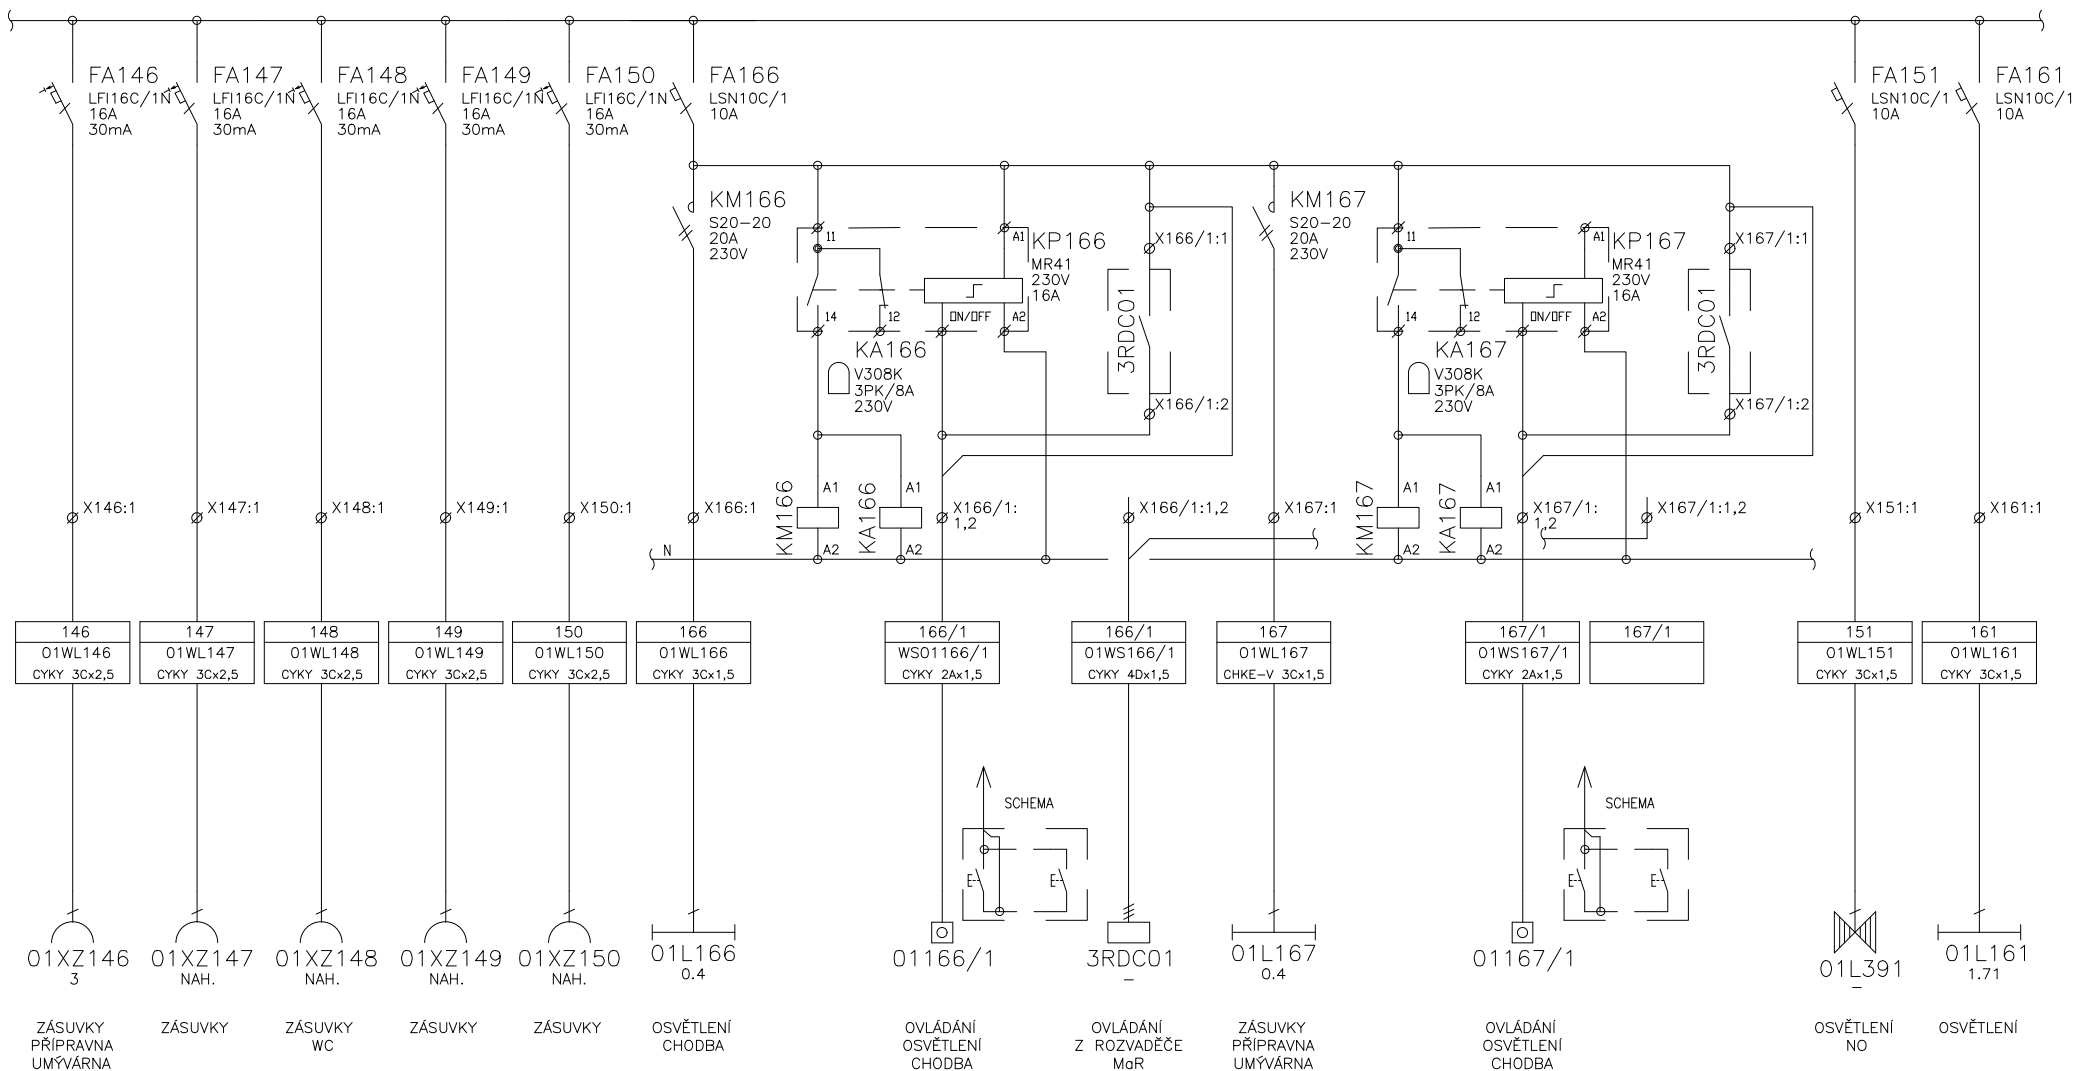 FA146
LFI16C/1N
16A
30mA
FA147
LFI16C/1N
16A
30mA
FA148
LFI16C/1N
16A
30mA
FA149
LFI16C/1N
16A
30mA
FA150
LFI16C/1N
16A
30mA
FA166
LSN10C/1
10A
FA151
LSN10C/1
10A
FA161
LSN10C/1
10A
KM166
S20-20
20A
230V
11
A1
KP166
MR41
230V
16A
14
12
ON/OFF
A2
KA166
V308K
3PK/8A
230V
X166/1:1
3RDC01
X166/1:2
KM167
S20-20
20A
230V
11
A1
KP167
MR41
230V
16A
14
12
ON/OFF
A2
KA167
V308K
3PK/8A
230V
X167/1:1
3RDC01
X167/1:2
X146:1
X147:1
X148:1
X149:1
X150:1
X166:1
KM166
A1
A2
KA166
A1
A2
X166/1:
1,2
X166/1:1,2
X167:1
KM167
A1
A2
KA167
A1
A2
X167/1:
1,2
X167/1:1,2
X151:1
X161:1
N
146
01WL146
CYKY 3Cx2,5
147
01WL147
CYKY 3Cx2,5
148
01WL148
CYKY 3Cx2,5
149
01WL149
CYKY 3Cx2,5
150
01WL150
CYKY 3Cx2,5
166
01WL166
CYKY 3Cx1,5
166/1
WS01166/1
CYKY 2Ax1,5
166/1
01WS166/1
CYKY 4Dx1,5
167
01WL167
CHKE-V 3Cx1,5
167/1
01WS167/1
CYKY 2Ax1,5
167/1
151
01WL151
CYKY 3Cx1,5
161
01WL161
CYKY 3Cx1,5
SCHEMA
SCHEMA
01XZ146
3
01XZ147
NAH.
01XZ148
NAH.
01XZ149
NAH.
01XZ150
NAH.
01L166
0.4
01166/1
3RDC01
–
01L167
0.4
01167/1
01L391
–
01L161
1.71
ZÁSUVKY
PŘÍPRAVNA
UMÝVÁRNA
ZÁSUVKY
ZÁSUVKY
WC
ZÁSUVKY
ZÁSUVKY
OSVĚTLENÍ
CHODBA
OVLÁDÁNÍ
OSVĚTLENÍ
CHODBA
OVLÁDÁNÍ
Z ROZVADĚČE
MaR
ZÁSUVKY
PŘÍPRAVNA
UMÝVÁRNA
OVLÁDÁNÍ
OSVĚTLENÍ
CHODBA
OSVĚTLENÍ
NO
OSVĚTLENÍ